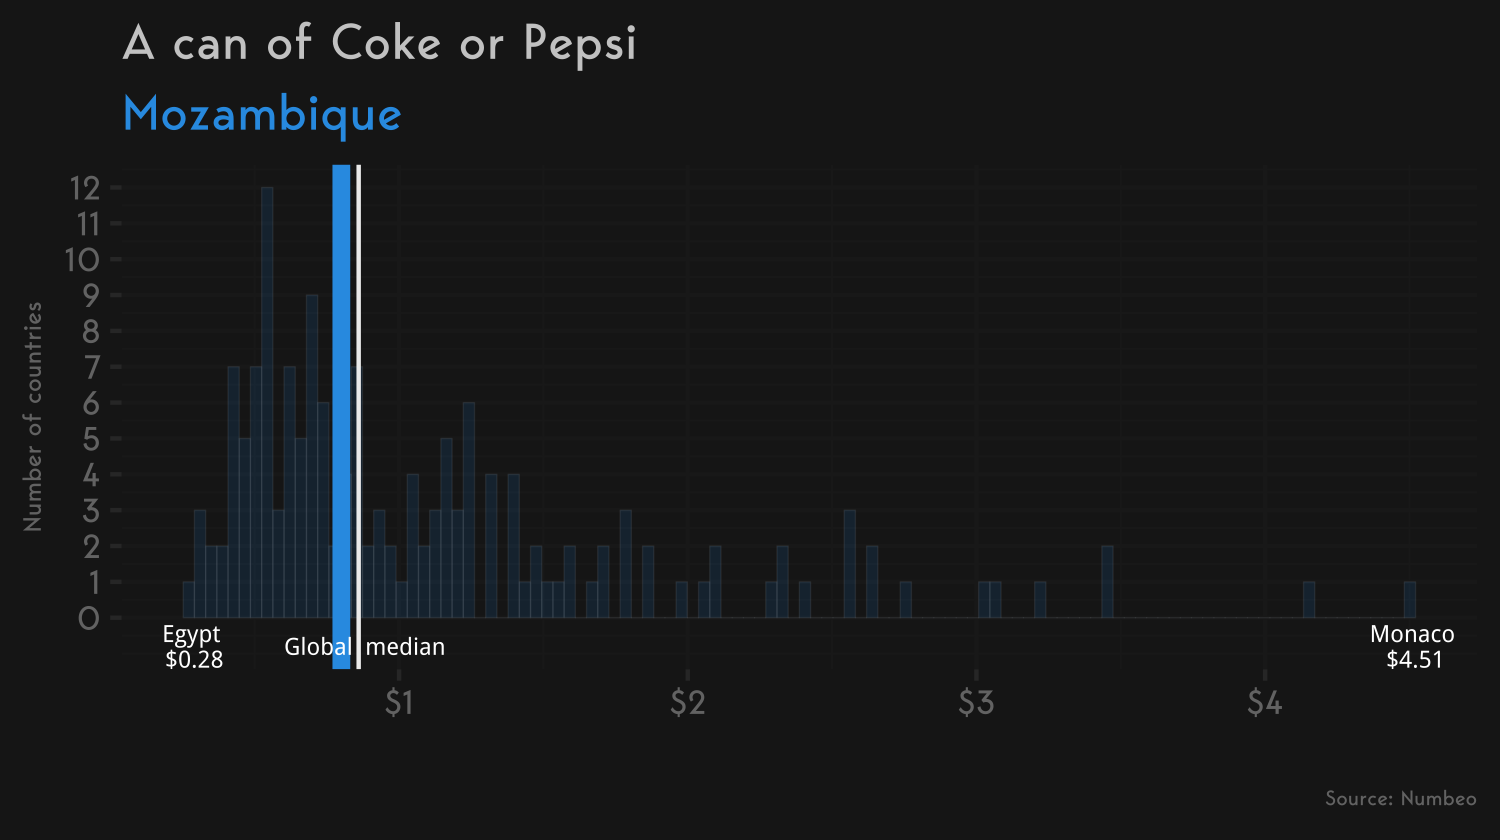 A can of Coke or Pepsi
Mozambique
Number of countries
12
11
10
9
8
7
6
5
4
3
2
1
0
Egypt
$0.28
Global median
Monaco
$4.51
$1 $2 $3 $4
Source: Numbeo